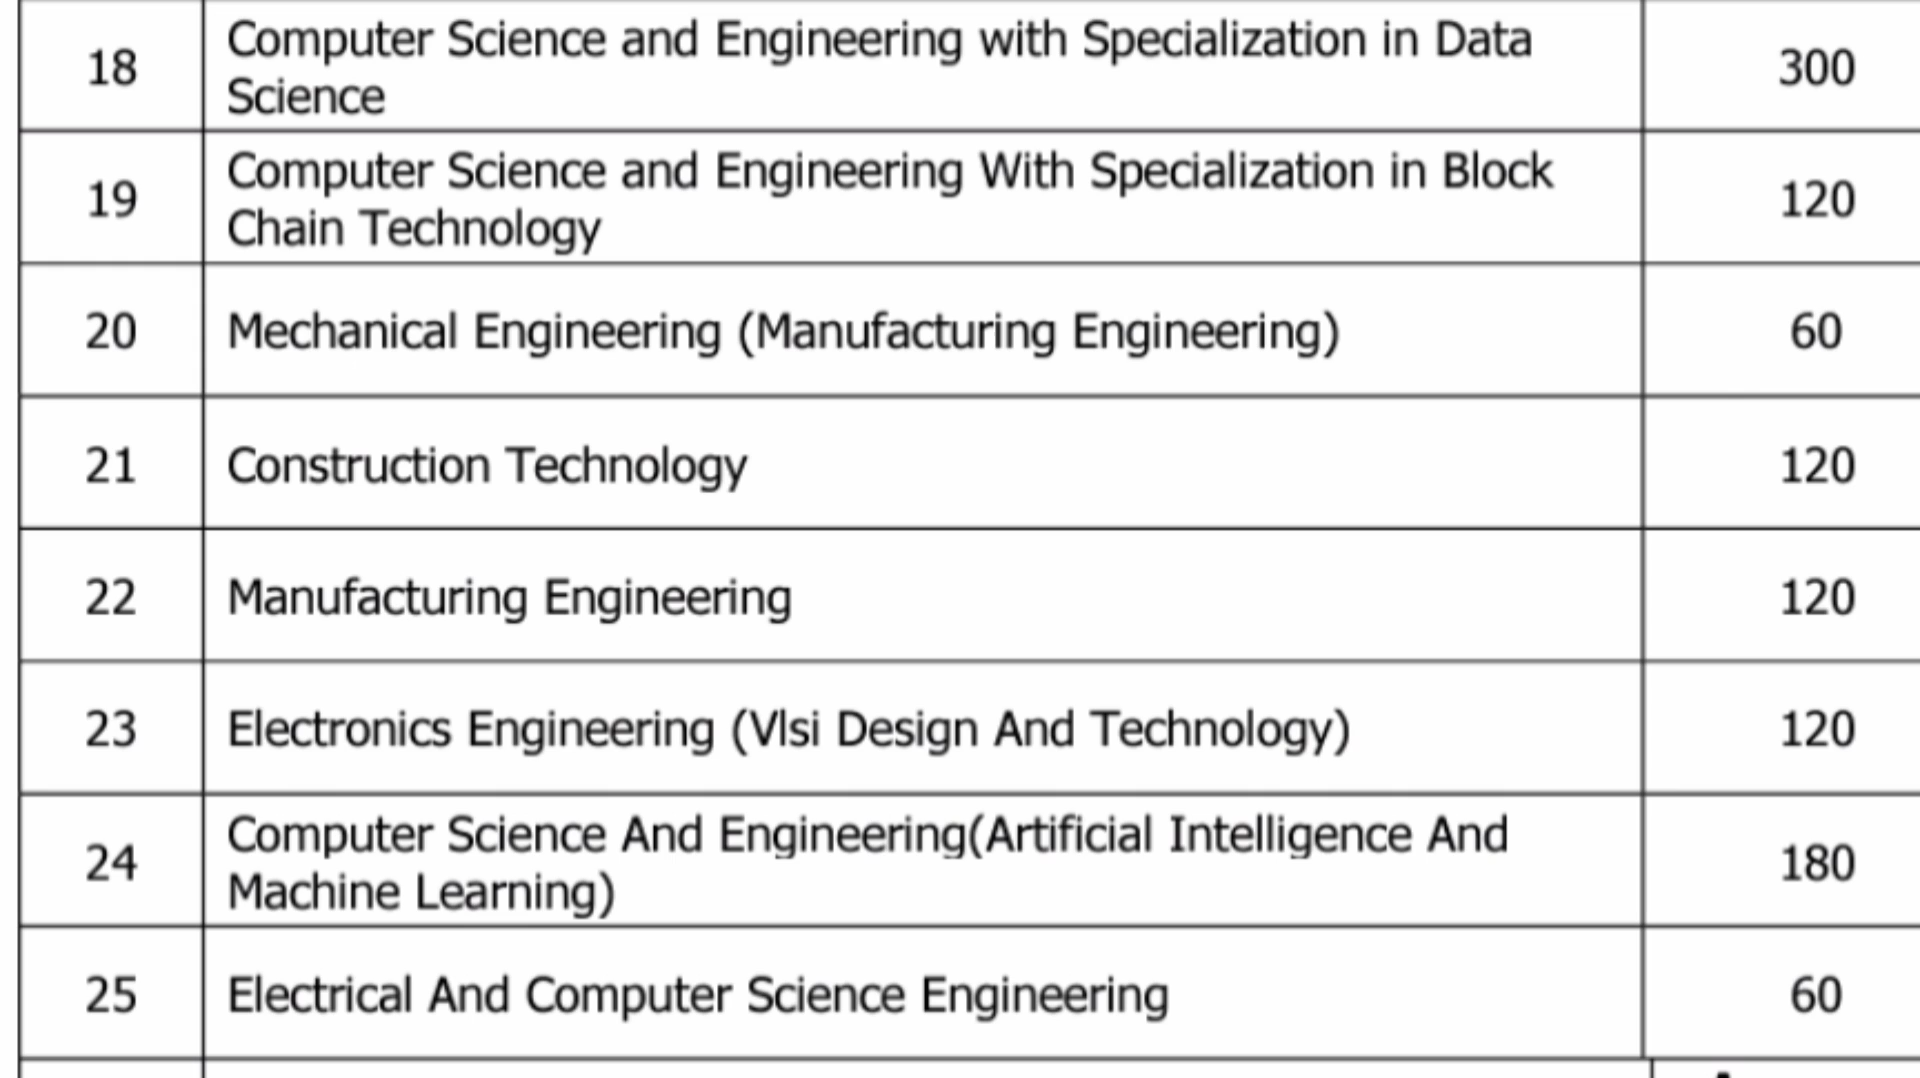 18 Computer Science and Engineering with Specialization in Data 300
Science
19 Computer Science and Engineering With Specialization in Block 120
Chain Technology
20 Mechanical Engineering (Manufacturing Engineering) 60
21 Construction Technology 120
22 Manufacturing Engineering 120
23 Electronics Engineering (Vlsi Design And Technology) 120
24 Computer Science And Engineering(Artificial Intelligence And 180
Machine Learning)
25 Electrical And Computer Science Engineering 60